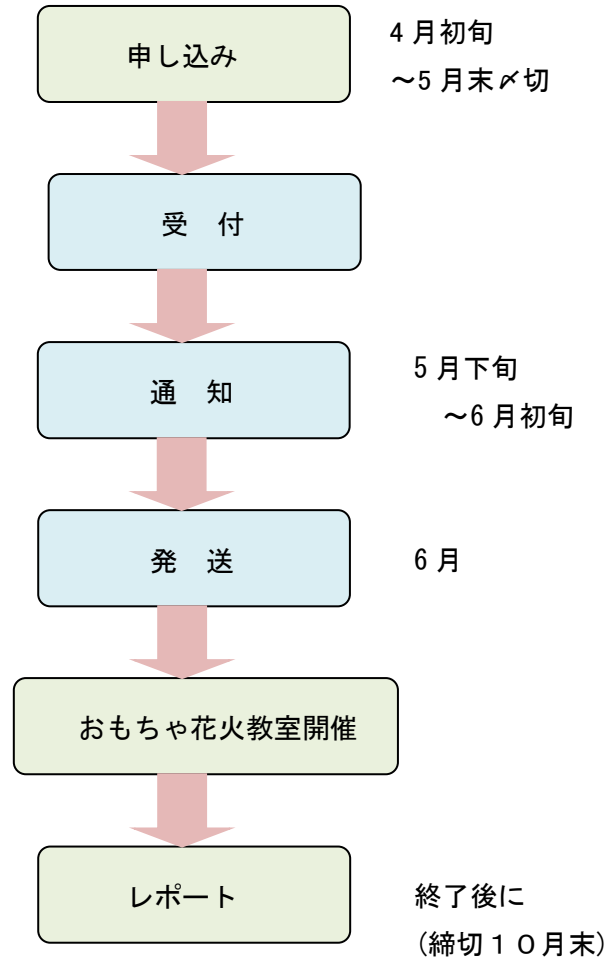 申し込み
4月初旬
～5月末〆切
受　付
通　知
5月下旬
～6月初旬
発　送
6月
おもちゃ花火教室開催
レポート
終了後に
(締切１０月末)